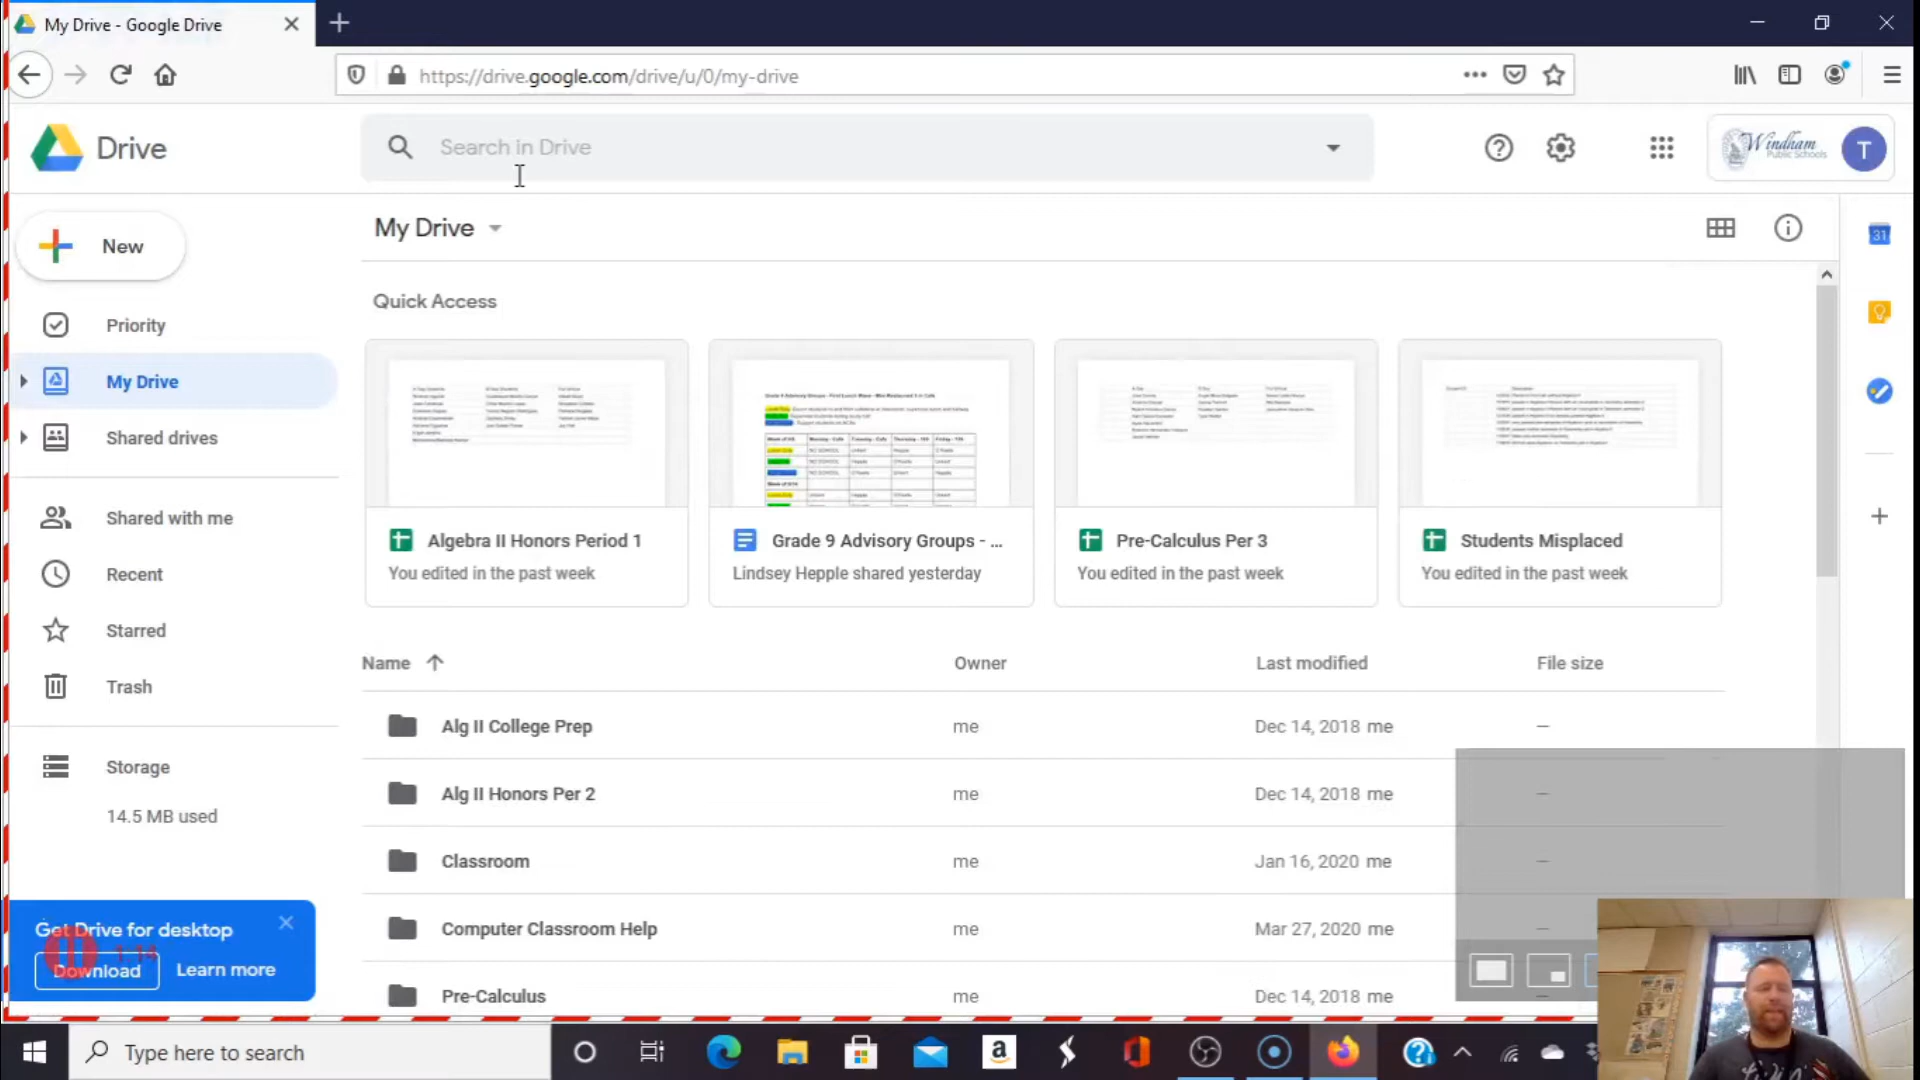 My Drive - Google Drive
https://drive.google.com/drive/u/0/my-drive
Drive
Search in Drive
Windham
Public Schools
T
New
My Drive
31
Quick Access
Priority
My Drive
Shared drives
Shared with me
Recent
Starred
Trash
Storage
14.5 MB used
Algebra II Honors Period 1
You edited in the past week
Grade 9 Advisory Groups - ...
Lindsey Hepple shared yesterday
Pre-Calculus Per 3
You edited in the past week
Students Misplaced
You edited in the past week
Name Owner Last modified File size
Alg II College Prep me Dec 14, 2018 me —
Alg II Honors Per 2 me Dec 14, 2018 me —
Classroom me Jan 16, 2020 me —
Computer Classroom Help me Mar 27, 2020 me —
Pre-Calculus me Dec 14, 2018 me
Get Drive for desktop
1:14
Download Learn more
Type here to search